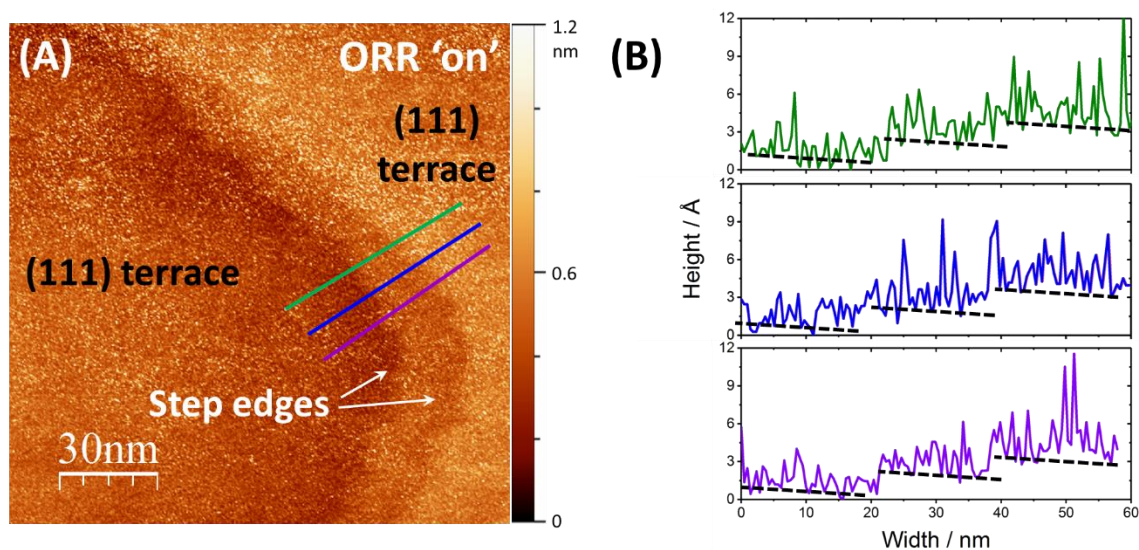 (A)
ORR ‘on’
(111)
terrace
(111) terrace
Step edges
30nm
1.2
nm
0.6
0
(B)
Height / Å
12
9
6
3
0
12
9
6
3
0
12
9
6
3
0
0 10 20 30 40 50 60
Width / nm